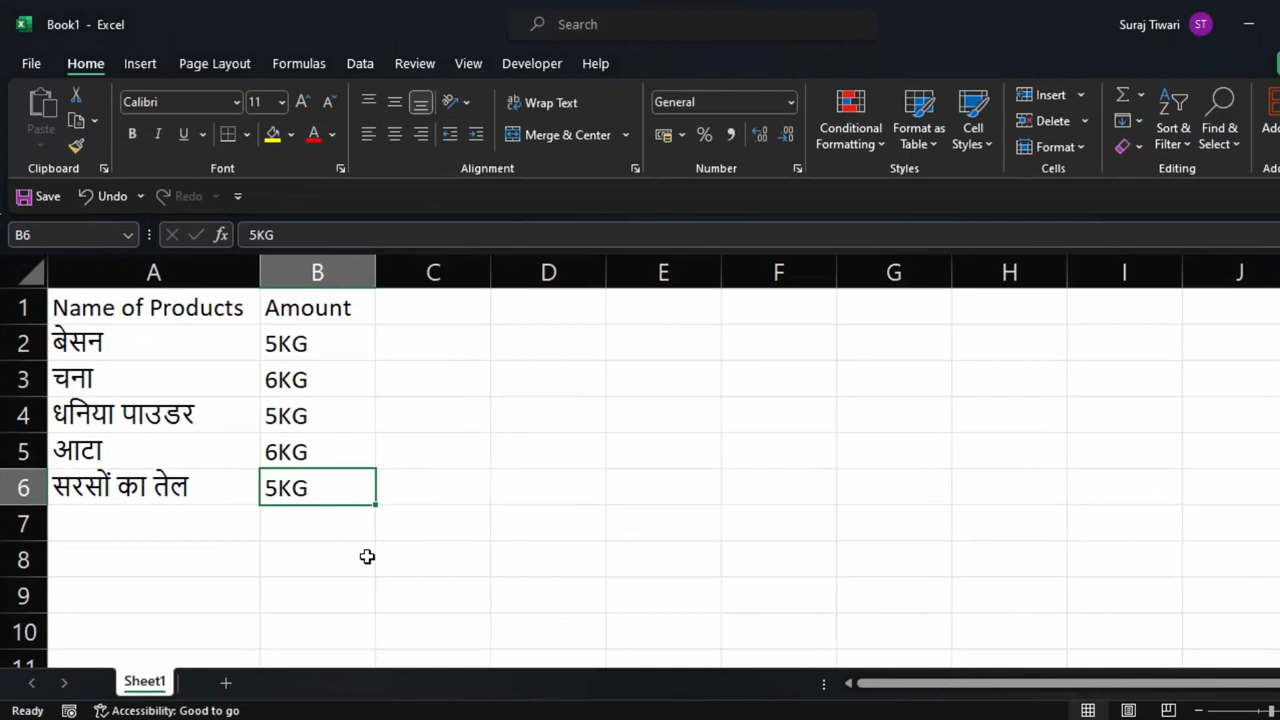 Book1 - Excel
Search
Suraj Tiwari ST
File Home Insert Page Layout Formulas Data Review View Developer Help
Paste
Calibri 11
B I U
Wrap Text
Merge & Center
General
Conditional Formatting
Format as Table
Cell Styles
Insert
Delete
Format
Sort & Filter
Find & Select
Clipboard Font Alignment Number Styles Cells Editing
Save Undo Redo
B6 fx 5KG
A B C D E F G H I J
1 Name of Products Amount
2 बेसन 5KG
3 चना 6KG
4 धनिया पाउडर 5KG
5 आटा 6KG
6 सरसों का तेल 5KG
7
8
9
10
11
Sheet1
Ready Accessibility: Good to go